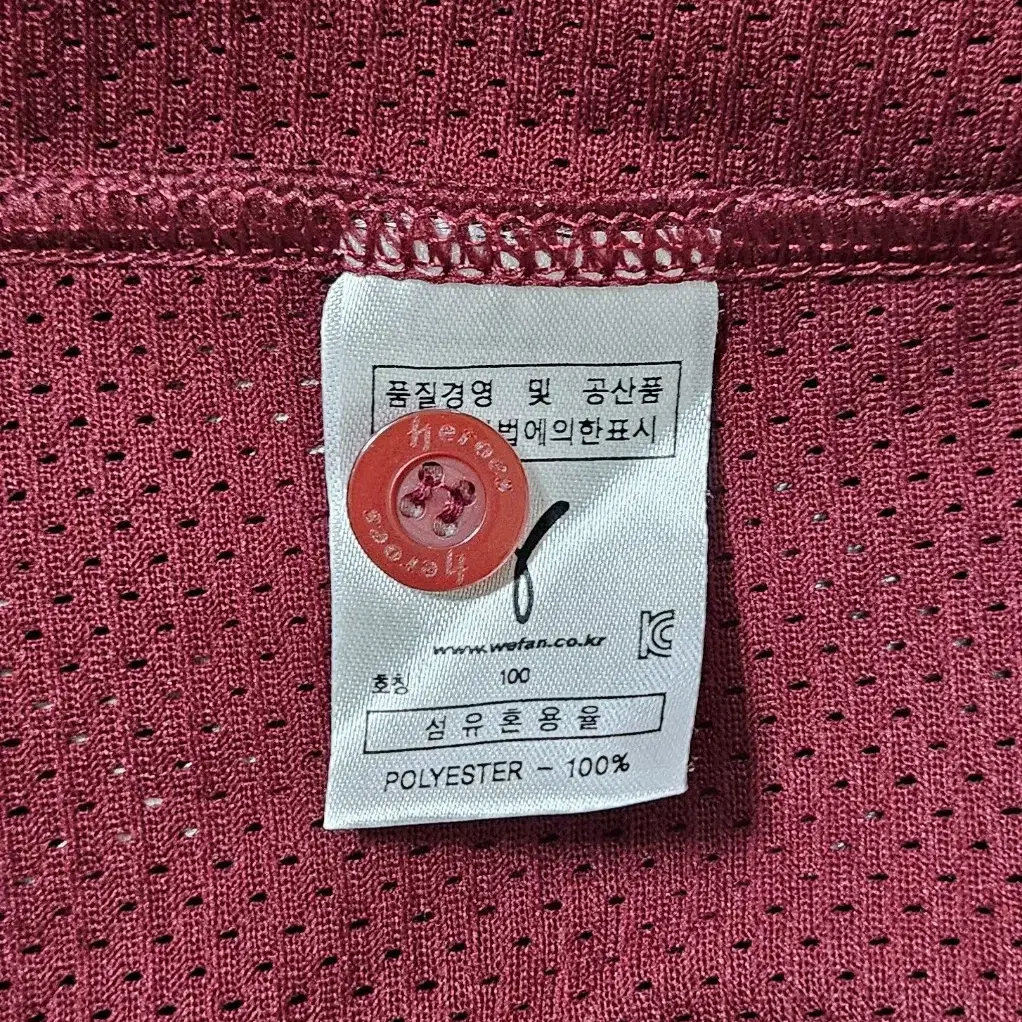 품질경영 및 공산품
법에의한표시
heroes
heroes
www.wefan.co.kr
호칭 100
섬유혼용율
POLYESTER - 100%